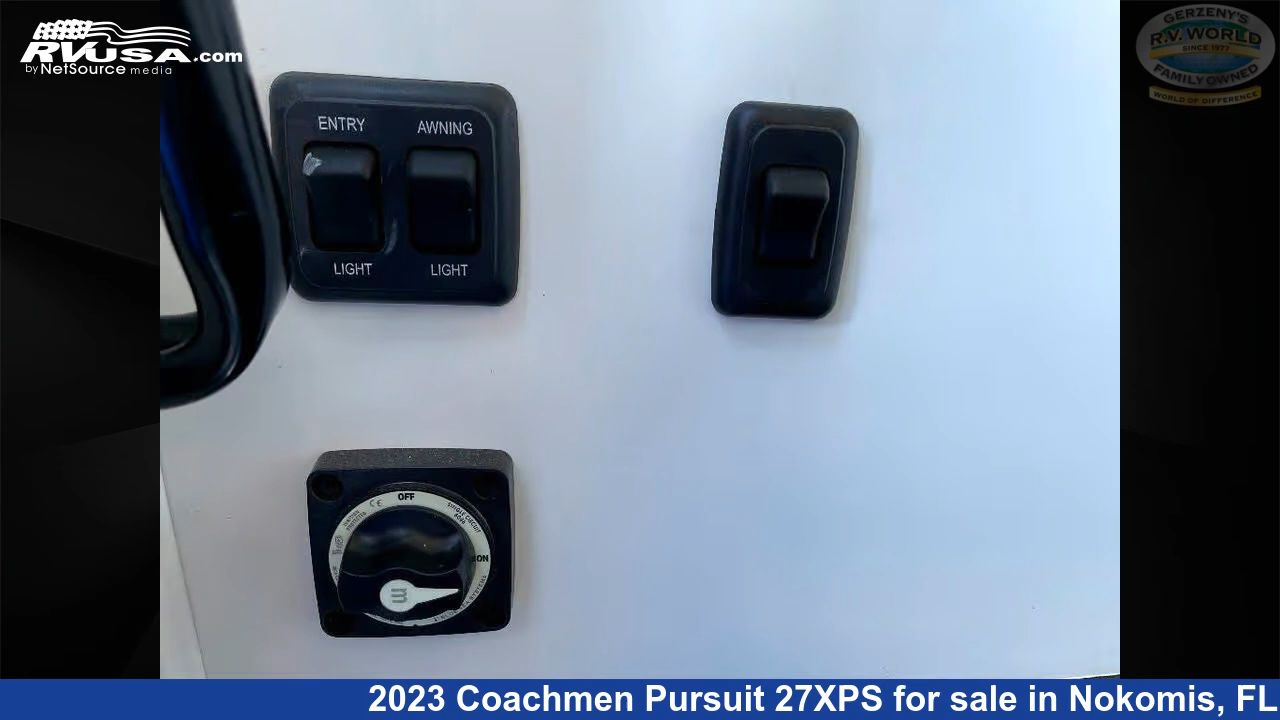 RVUSA.com
by NetSource media
GERZENY'S
R.V. WORLD
SINCE 1977
FAMILY OWNED
WORLD OF DIFFERENCE
ENTRY
AWNING
LIGHT
LIGHT
OFF
CE
ON
m
2023 Coachmen Pursuit 27XPS for sale in Nokomis, FL